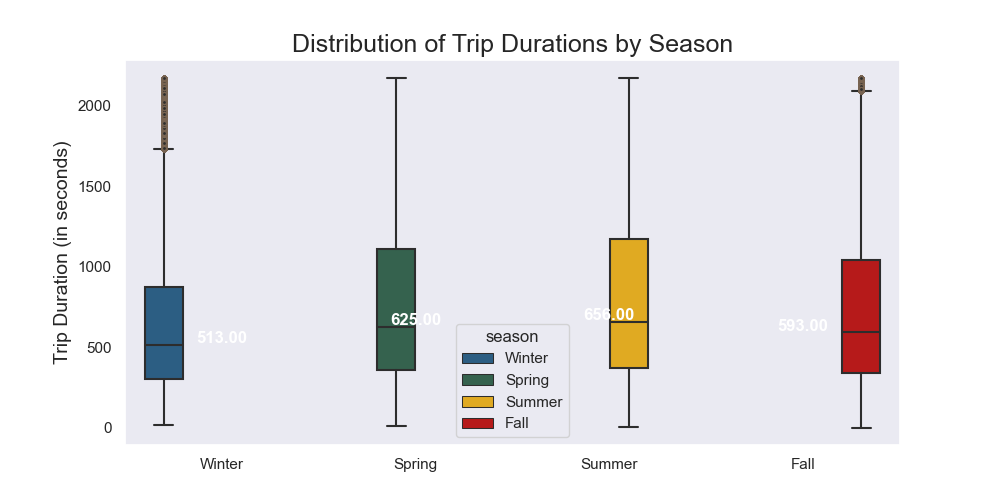 Distribution of Trip Durations by Season
Trip Duration (in seconds)
2000
1500
1000
500
0
513.00
625.00
656.00
593.00
season
Winter
Spring
Summer
Fall
Winter
Spring
Summer
Fall